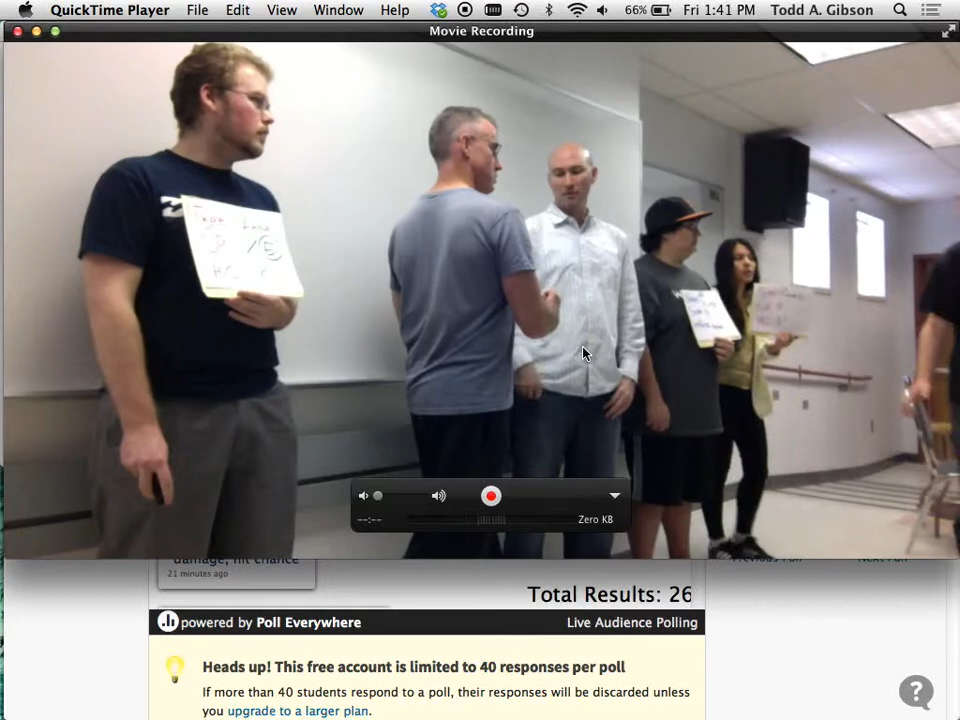 QuickTime Player File Edit View Window Help 66% Fri 1:41 PM Todd A. Gibson
Movie Recording
Type
--:-- Zero KB
damage, hit chance
21 minutes ago
Total Results: 26
powered by Poll Everywhere Live Audience Polling
Heads up! This free account is limited to 40 responses per poll
If more than 40 students respond to a poll, their responses will be discarded unless
you upgrade to a larger plan.
?